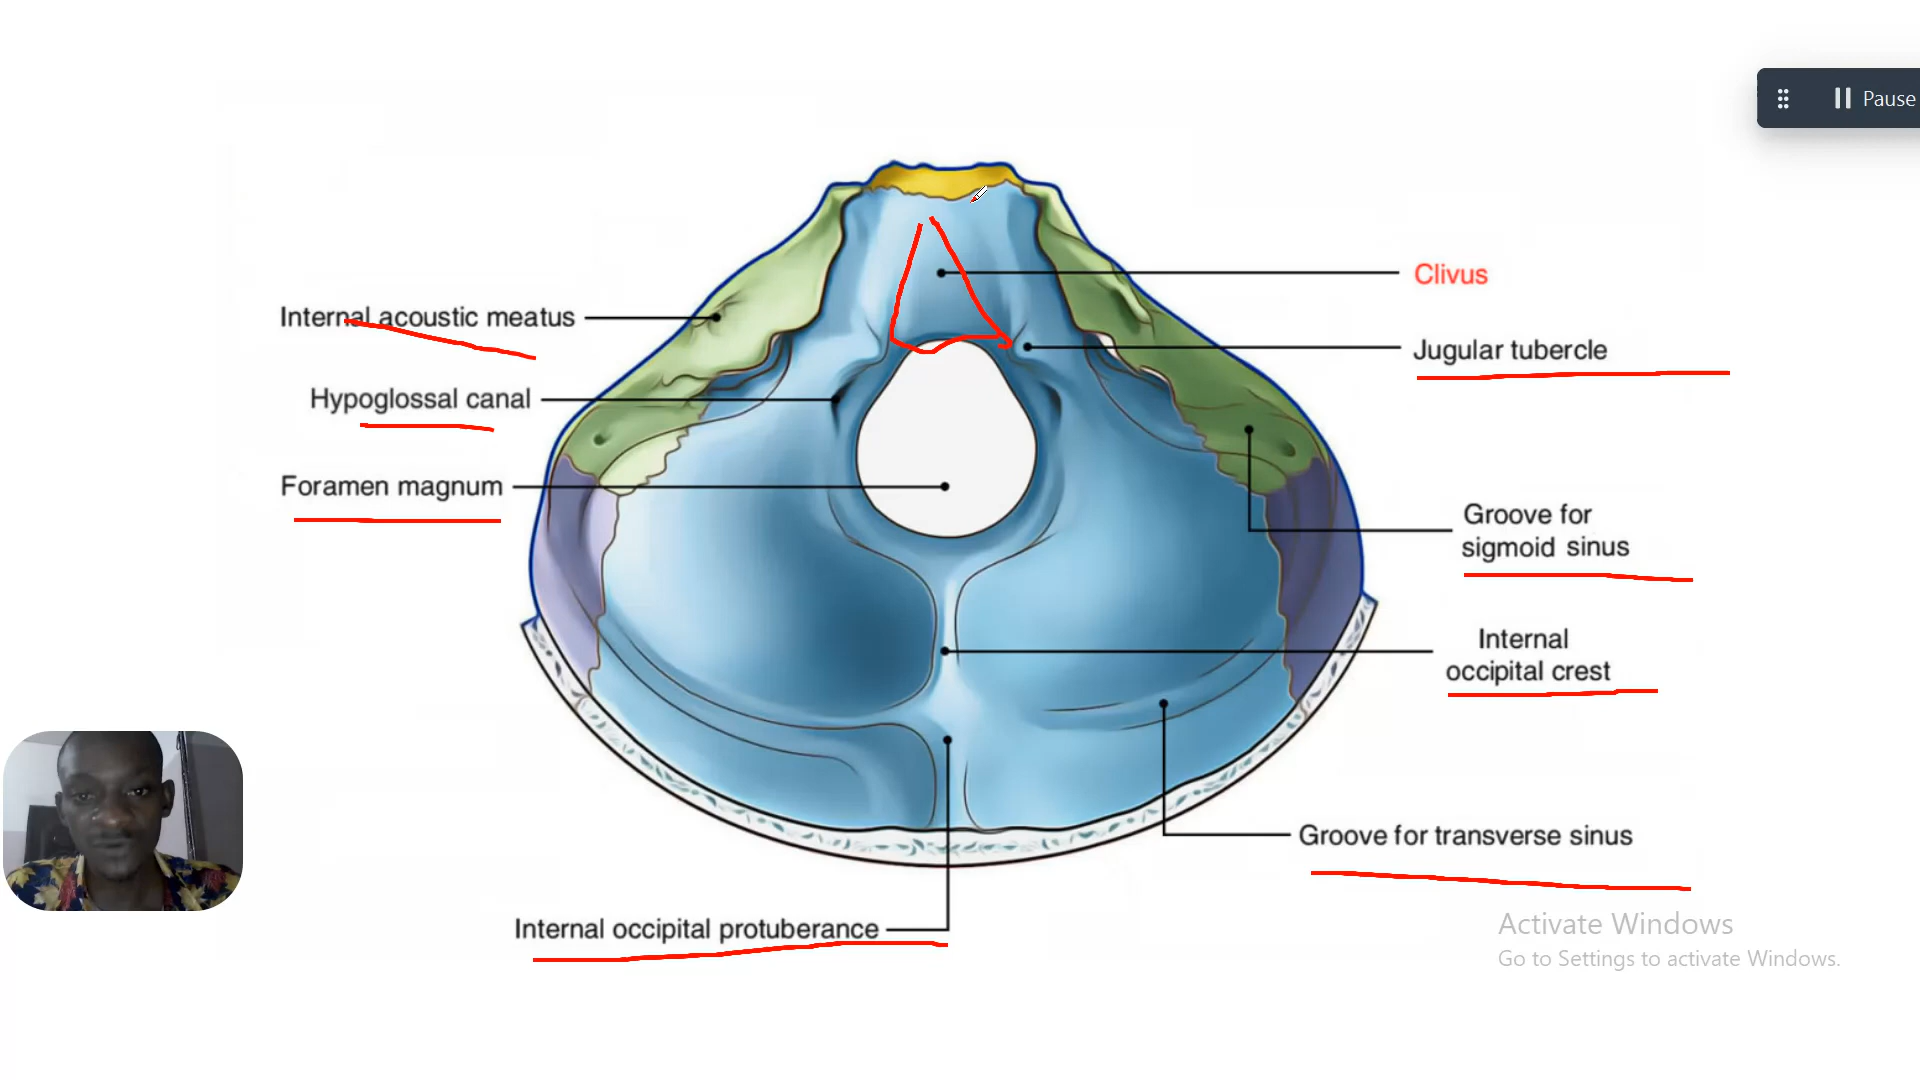 Pause
Clivus
Internal acoustic meatus
Jugular tubercle
Hypoglossal canal
Foramen magnum
Groove for
sigmoid sinus
Internal
occipital crest
Groove for transverse sinus
Internal occipital protuberance
Activate Windows
Go to Settings to activate Windows.